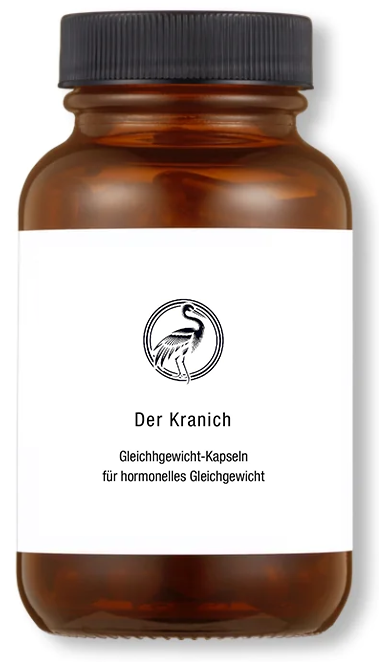 Der Kranich
Gleichhgewicht-Kapseln
für hormonelles Gleichgewicht